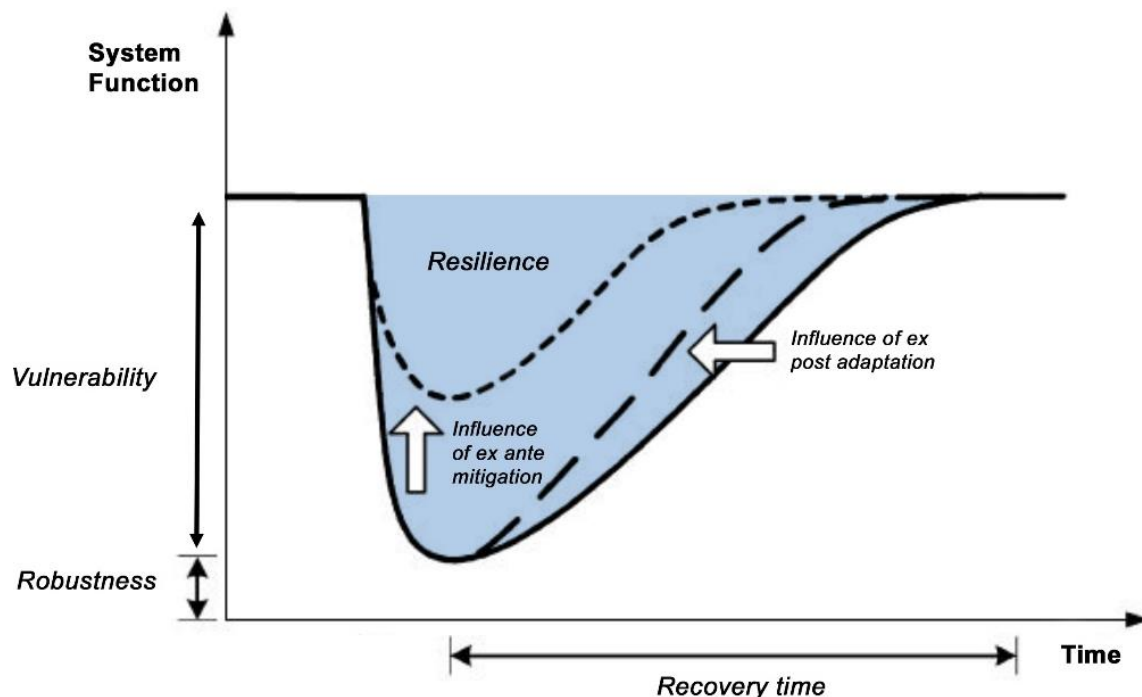 System
Function
Resilience
Vulnerability
Influence of ex
post adaptation
Influence
of ex ante
mitigation
Robustness
Time
Recovery time